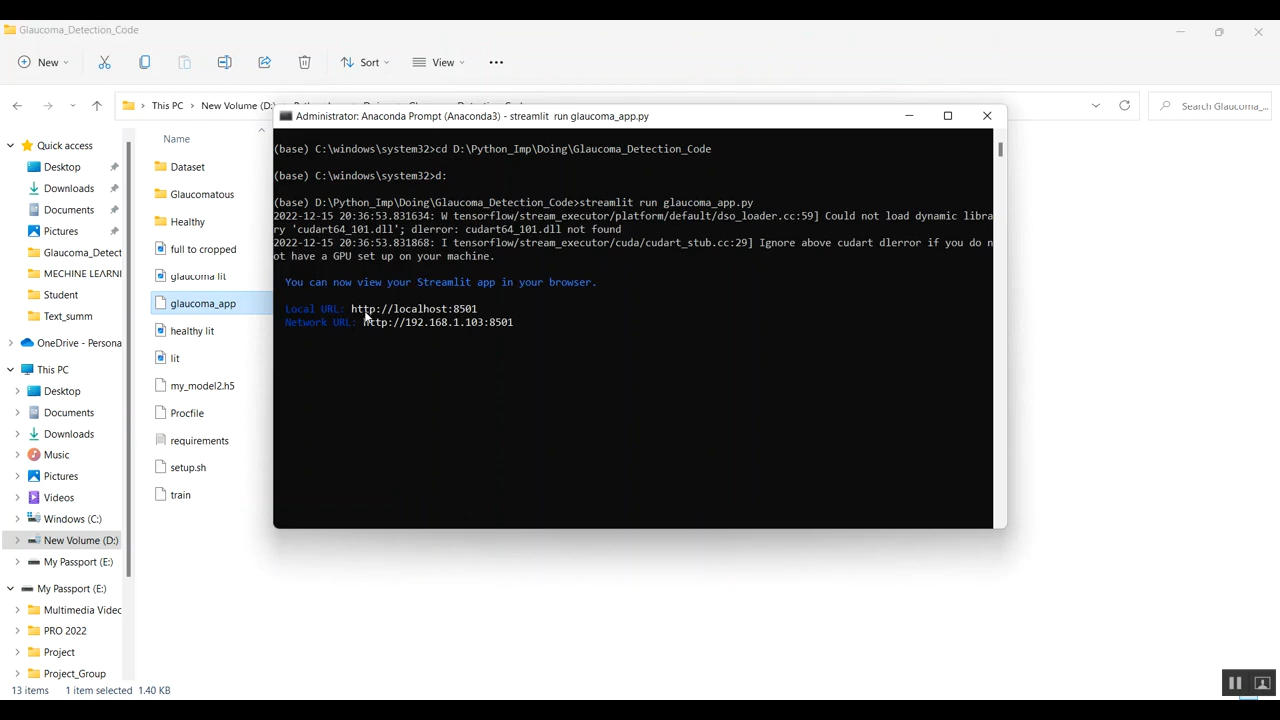 Glaucoma_Detection_Code
New
Sort
View
This PC
New Volume (D:)
Name
Quick access
Desktop
Downloads
Documents
Pictures
Glaucoma_Detect
MECHINE LEARNI
Student
Text_summ
OneDrive - Persona
This PC
Desktop
Documents
Downloads
Music
Pictures
Videos
Windows (C:)
New Volume (D:)
My Passport (E:)
My Passport (E:)
Multimedia Videc
PRO 2022
Project
Project_Group
Dataset
Glaucomatous
Healthy
full to cropped
glaucoma lit
glaucoma_app
healthy lit
lit
my_model2.h5
Procfile
requirements
setup.sh
train
Administrator: Anaconda Prompt (Anaconda3) - streamlit run glaucoma_app.py
(base) C:\windows\system32>cd D:\Python_Imp\Doing\Glaucoma_Detection_Code
(base) C:\windows\system32>d:
(base) D:\Python_Imp\Doing\Glaucoma_Detection_Code>streamlit run glaucoma_app.py
2022-12-15 20:36:53.831634: W tensorflow/stream_executor/platform/default/dso_loader.cc:59] Could not load dynamic libra
ry 'cudart64_101.dll'; dlerror: cudart64_101.dll not found
2022-12-15 20:36:53.831868: I tensorflow/stream_executor/cuda/cudart_stub.cc:29] Ignore above cudart dlerror if you do n
ot have a GPU set up on your machine.
You can now view your Streamlit app in your browser.
Local URL: http://localhost:8501
Network URL: http://192.168.1.103:8501
Search Glaucoma_...
13 items 1 item selected 1.40 KB